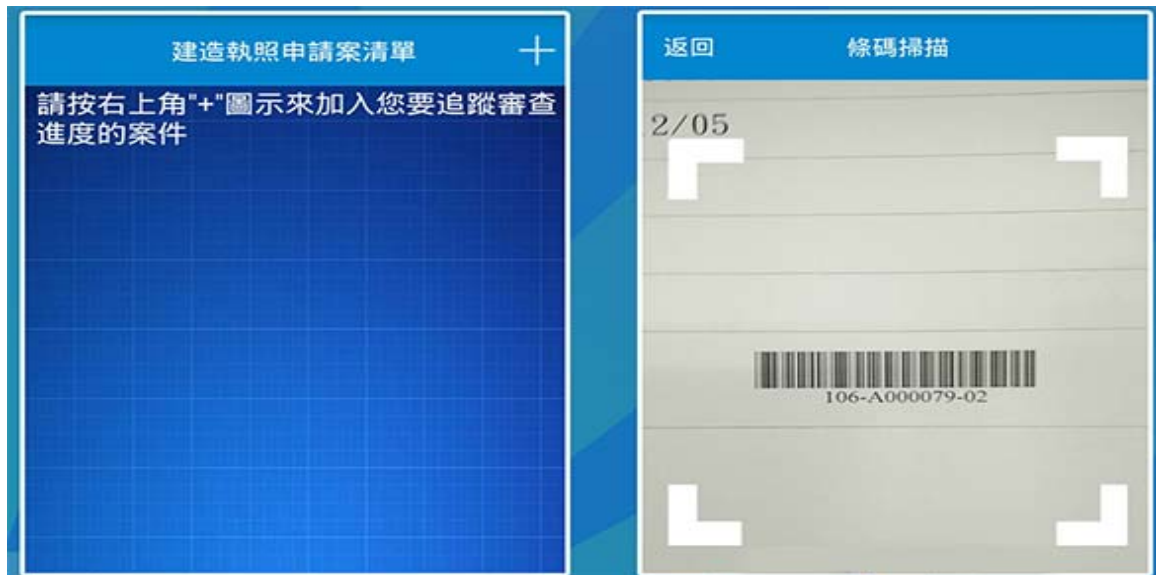 建造執照申請案清單
請按右上角"+"圖示來加入您要追蹤審查
進度的案件
返回
條碼掃描
2/05
106-A000079-02